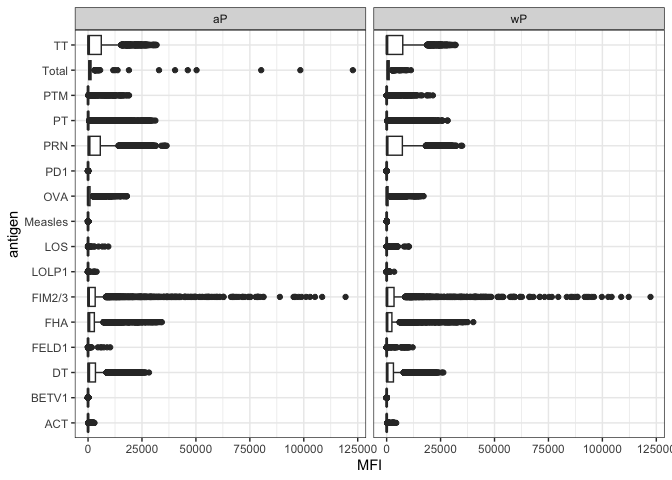 aP
wP
antigen
TT
Total
PTM
PT
PRN
PD1
OVA
Measles
LOS
LOLP1
FIM2/3
FHA
FELD1
DT
BETV1
ACT
0 25000 50000 75000 100000 125000
0 25000 50000 75000 100000 125000
MFI